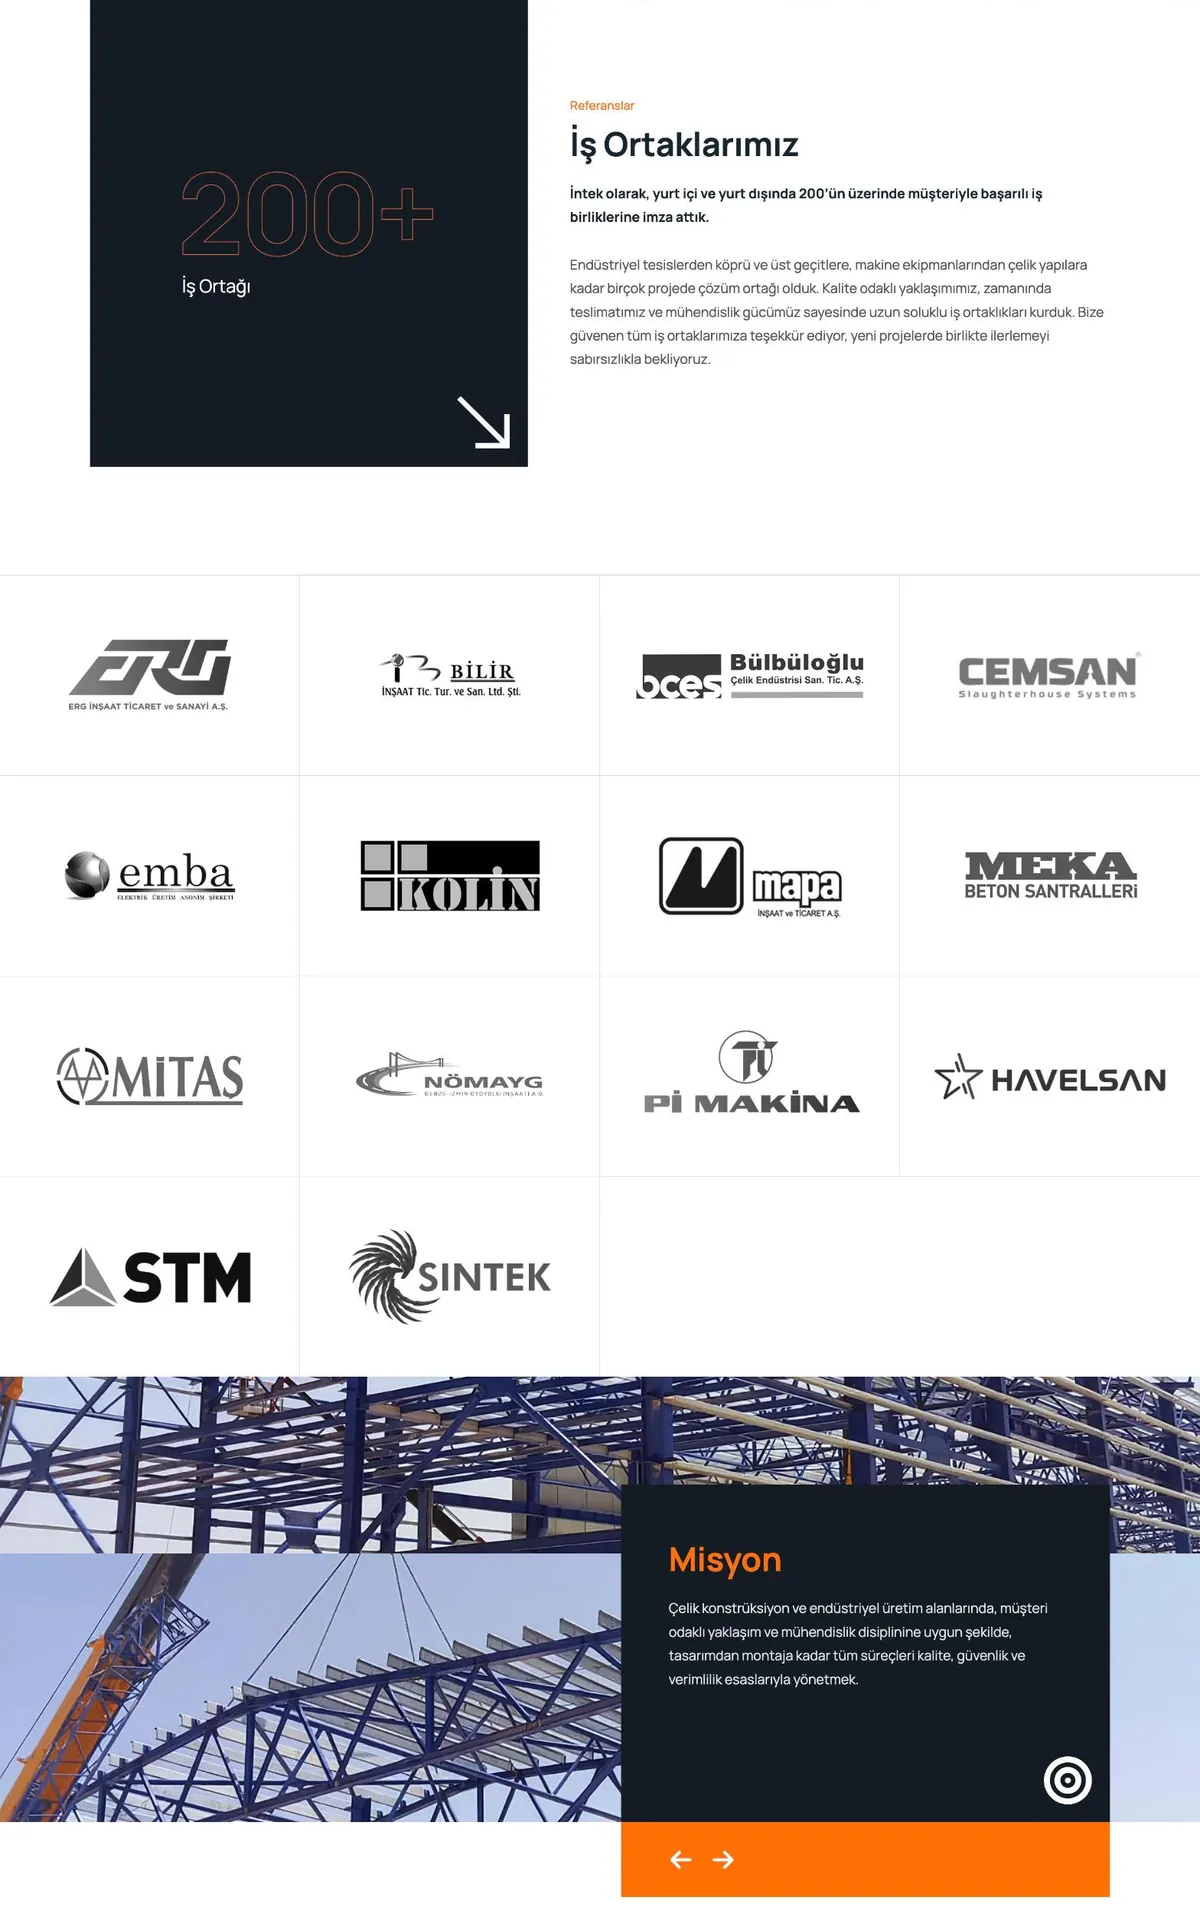 200+
İş Ortağı
Referanslar
İş Ortaklarımız
İntek olarak, yurt içi ve yurt dışında 200'ün üzerinde müşteriyle başarılı iş
birliklerine imza attık.
Endüstriyel tesislerden köprü ve üst geçitlere, makine ekipmanlarından çelik yapılara
kadar birçok projede çözüm ortağı olduk. Kalite odaklı yaklaşımımız, zamanında
teslimatımız ve mühendislik gücümüz sayesinde uzun soluklu iş ortaklıkları kurduk. Bize
güvenen tüm iş ortaklarımıza teşekkür ediyor, yeni projelerde birlikte ilerlemeyi
sabırsızlıkla bekliyoruz.
ERG
ERG İNŞAAT TİCARET ve SANAYİ A.Ş.
BİLİR
İNŞAAT Tic. Tur. ve San. Ltd. Şti.
bces
Bülbüloğlu
Çelik Endüstrisi San. Tic. A.Ş.
CEMSAN®
Slaughterhouse Systems
emba
ELEKTRİK ÜRETİM ANONİM ŞİRKETİ
KOLİN
mapa
İNŞAAT ve TİCARET A.Ş.
MEKA
BETON SANTRALLERİ
MİTAŞ
NÖMAYG
GEBZE-İZMİR OTOYOLU İNŞAATI A.O.
Pİ
Pİ MAKİNA
HAVELSAN
STM
SINTEK
Misyon
Çelik konstrüksiyon ve endüstriyel üretim alanlarında, müşteri
odaklı yaklaşım ve mühendislik disiplinine uygun şekilde,
tasarımdan montaja kadar tüm süreçleri kalite, güvenlik ve
verimlilik esaslarıyla yönetmek.